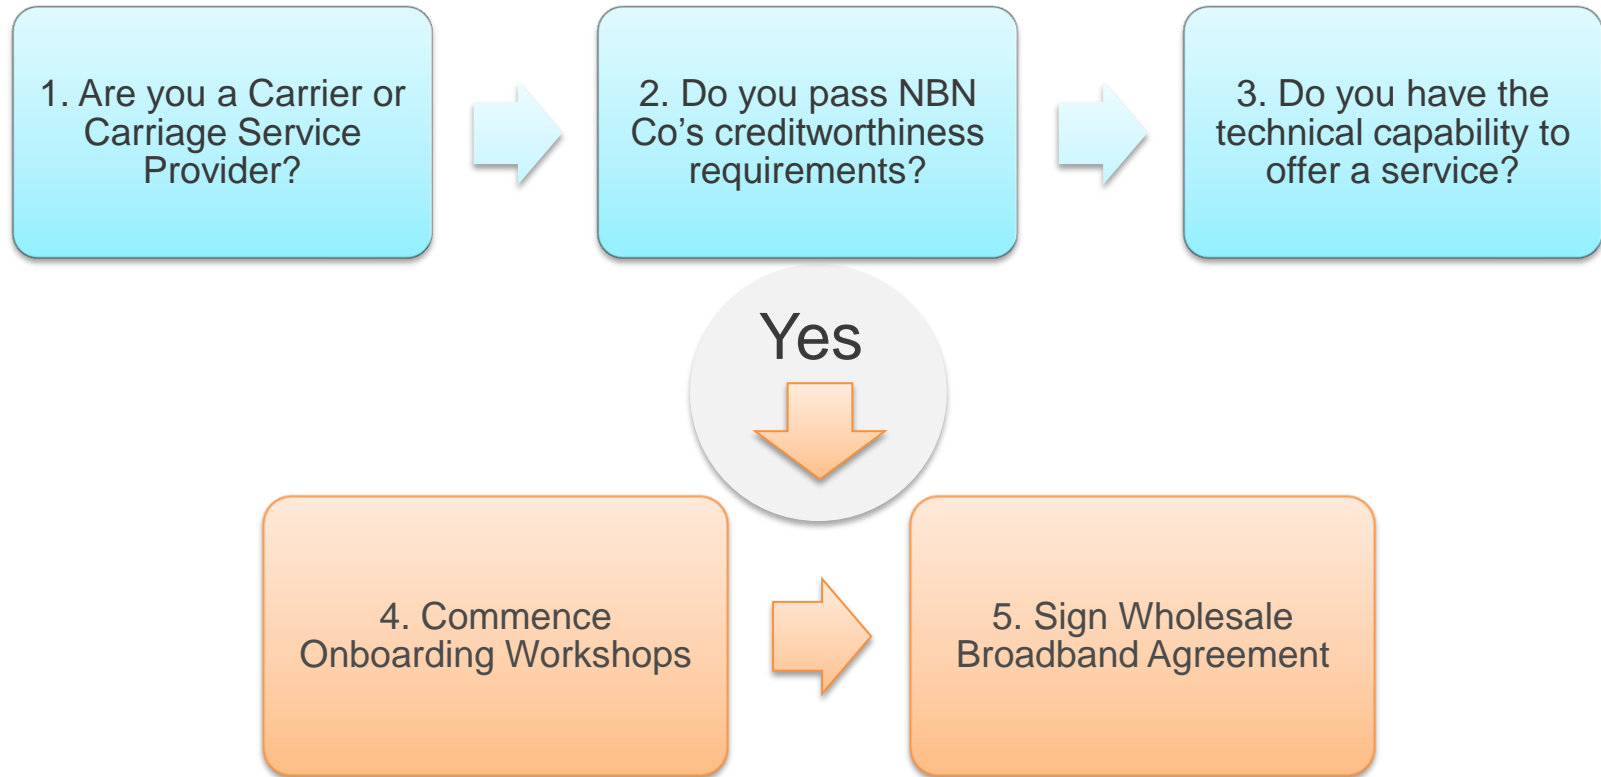 1. Are you a Carrier or
Carriage Service
Provider?
2. Do you pass NBN
Co’s creditworthiness
requirements?
3. Do you have the
technical capability to
offer a service?
Yes
4. Commence
Onboarding Workshops
5. Sign Wholesale
Broadband Agreement